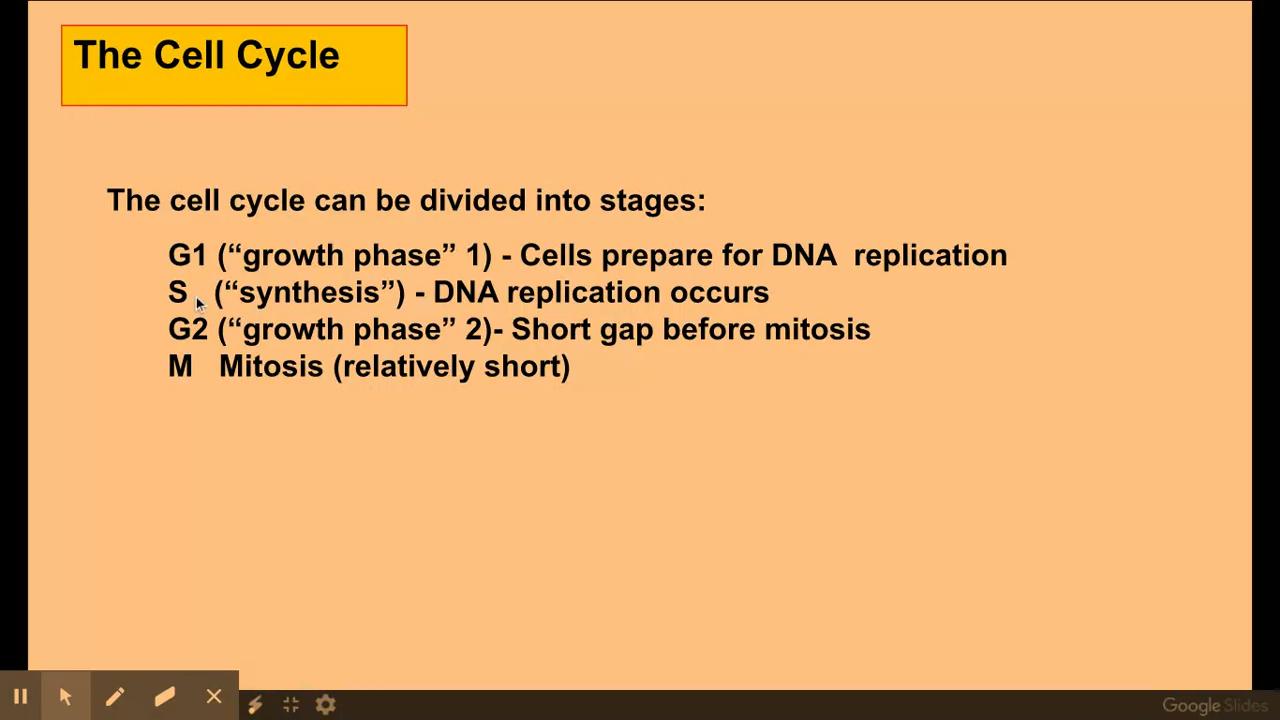 The Cell Cycle
The cell cycle can be divided into stages:
G1 (“growth phase” 1) - Cells prepare for DNA replication
S (“synthesis”) - DNA replication occurs
G2 (“growth phase” 2)- Short gap before mitosis
M Mitosis (relatively short)
Google Slides